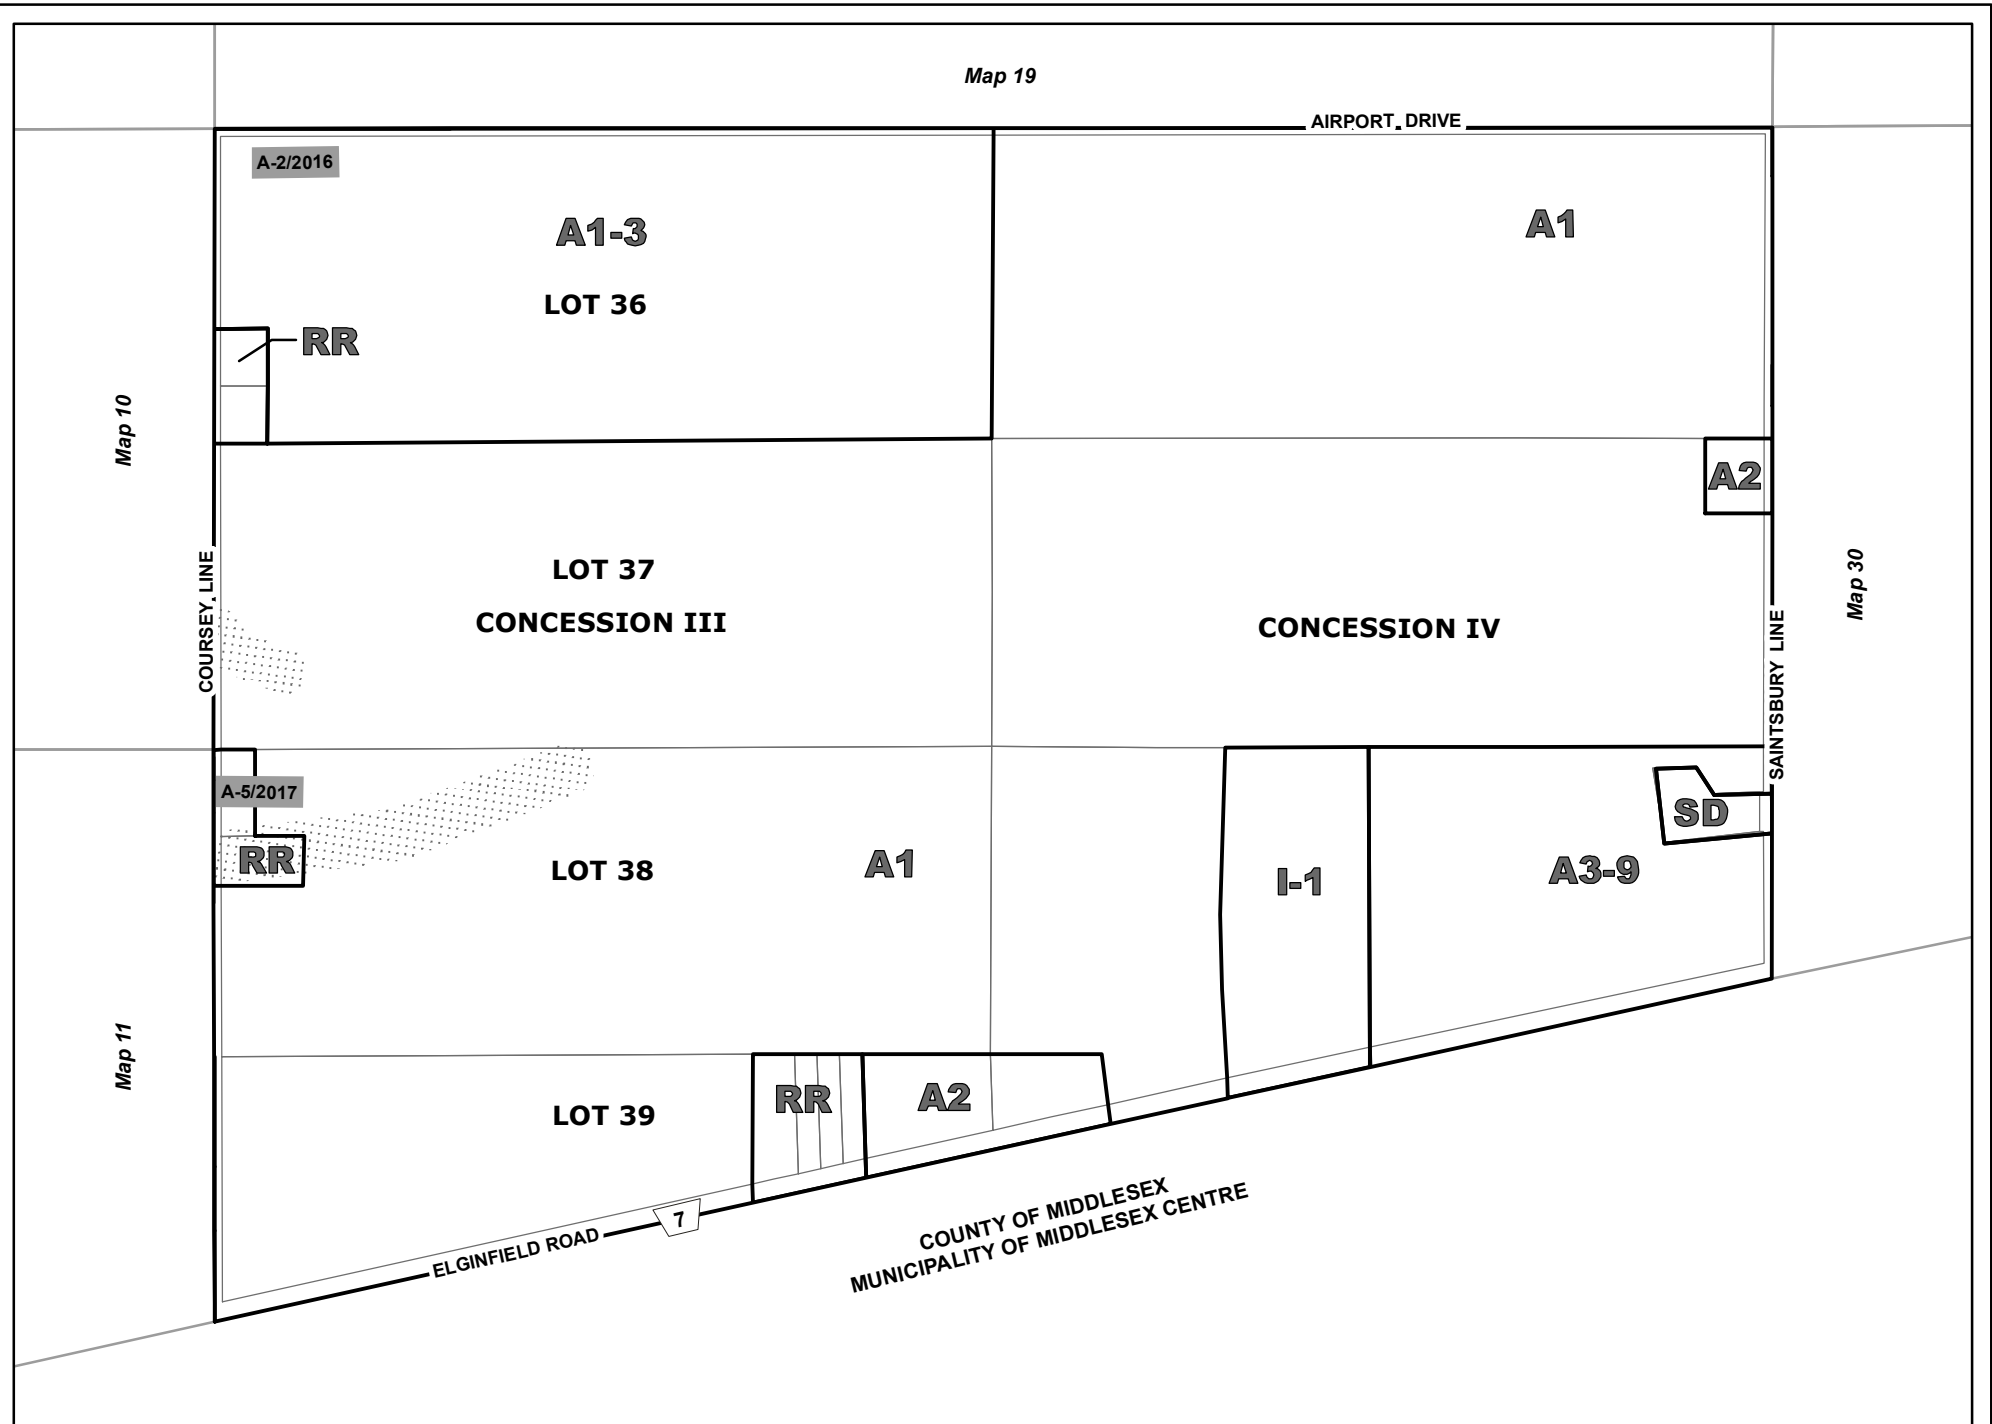 Map 19
AIRPORT DRIVE
A-2/2016
A1-3
A1
LOT 36
RR
Map 10
A2
LOT 37
CONCESSION III
CONCESSION IV
COURSEY LINE
Map 30
SAINTSBURY LINE
A-5/2017
RR
LOT 38
A1
I-1
SD
A3-9
Map 11
LOT 39
RR
A2
7
ELGINFIELD ROAD
COUNTY OF MIDDLESEX
MUNICIPALITY OF MIDDLESEX CENTRE